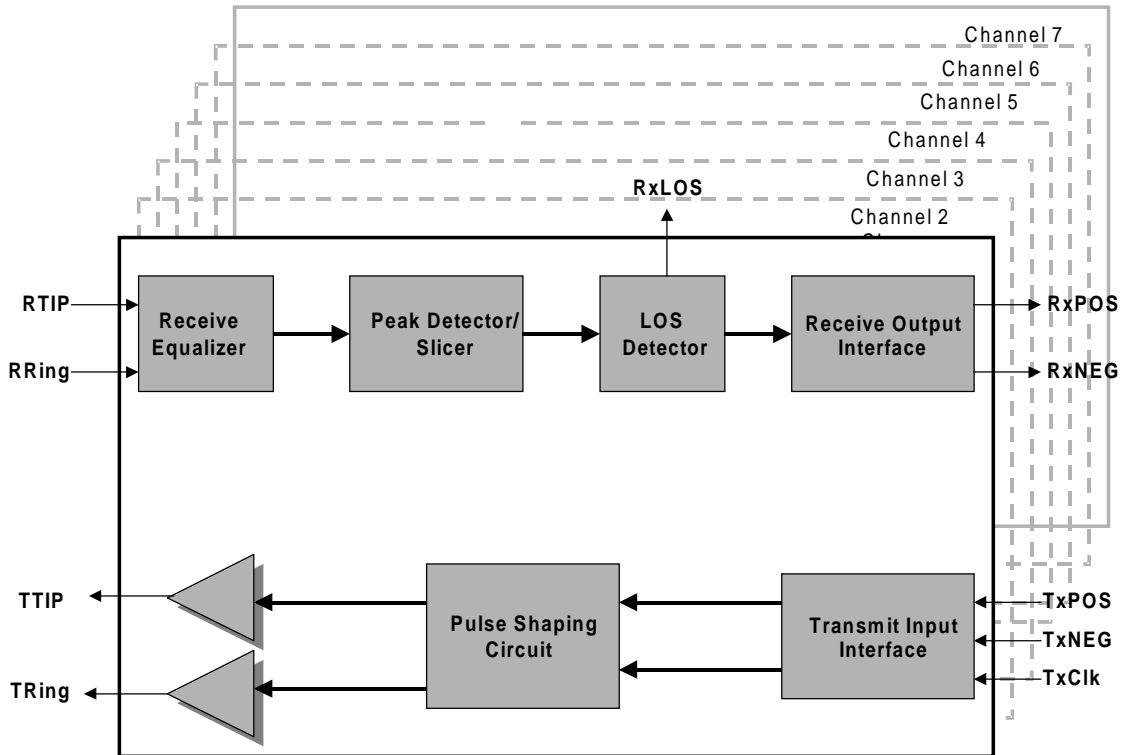 Channel 7
Channel 6
Channel 5
Channel 4
Channel 3
Channel 2
RxLOS
RTIP
RRing
Receive
Equalizer
Peak Detector/
Slicer
LOS
Detector
Receive Output
Interface
RxPOS
RxNEG
TTIP
TRing
Pulse Shaping
Circuit
Transmit Input
Interface
TxPOS
TxNEG
TxClk